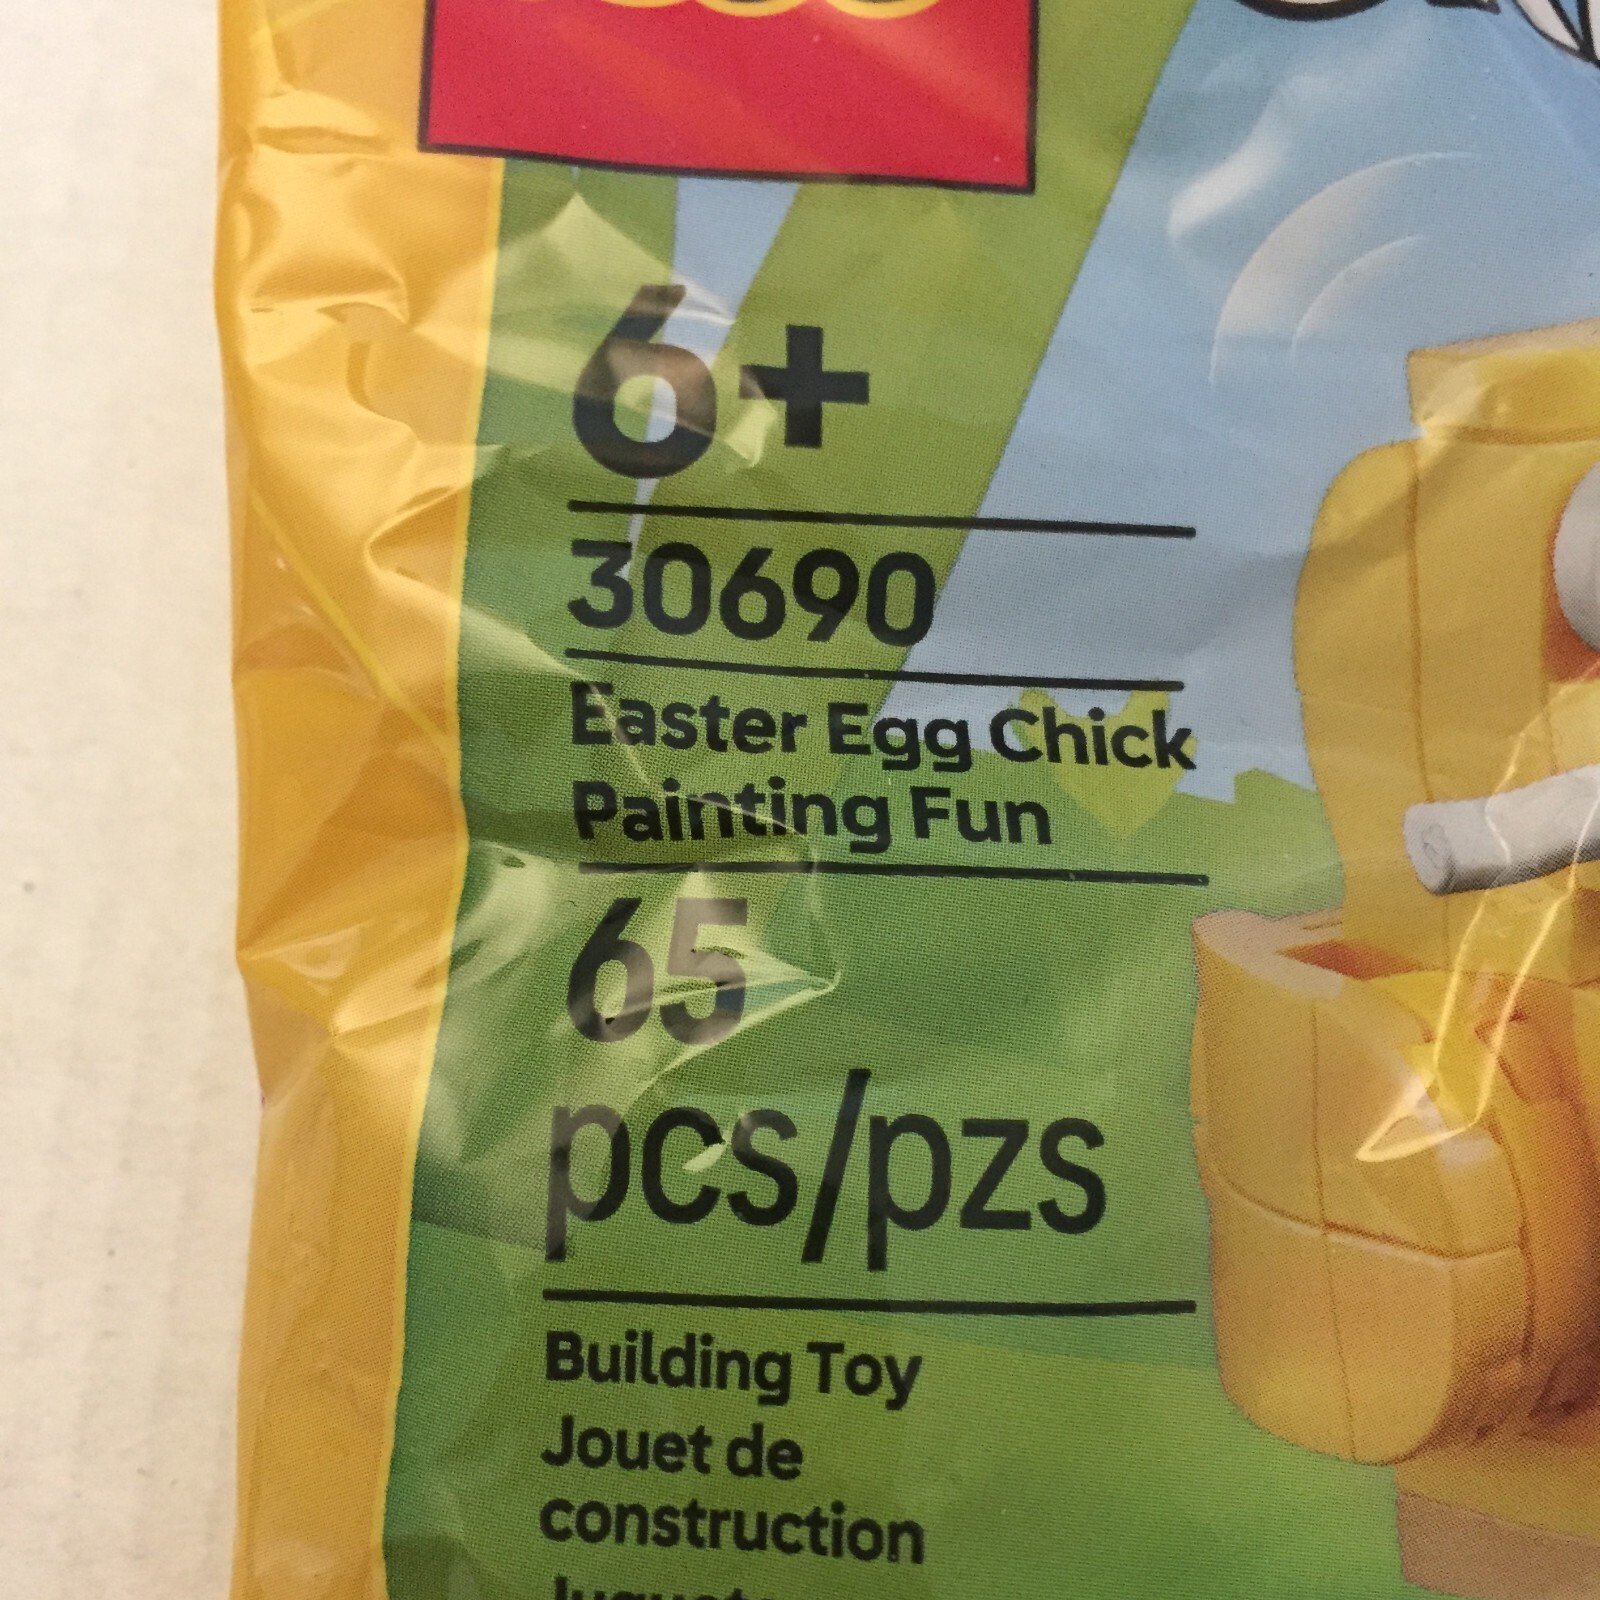 6+
30690
Easter Egg Chick
Painting Fun
65
pcs/pzs
Building Toy
Jouet de
construction